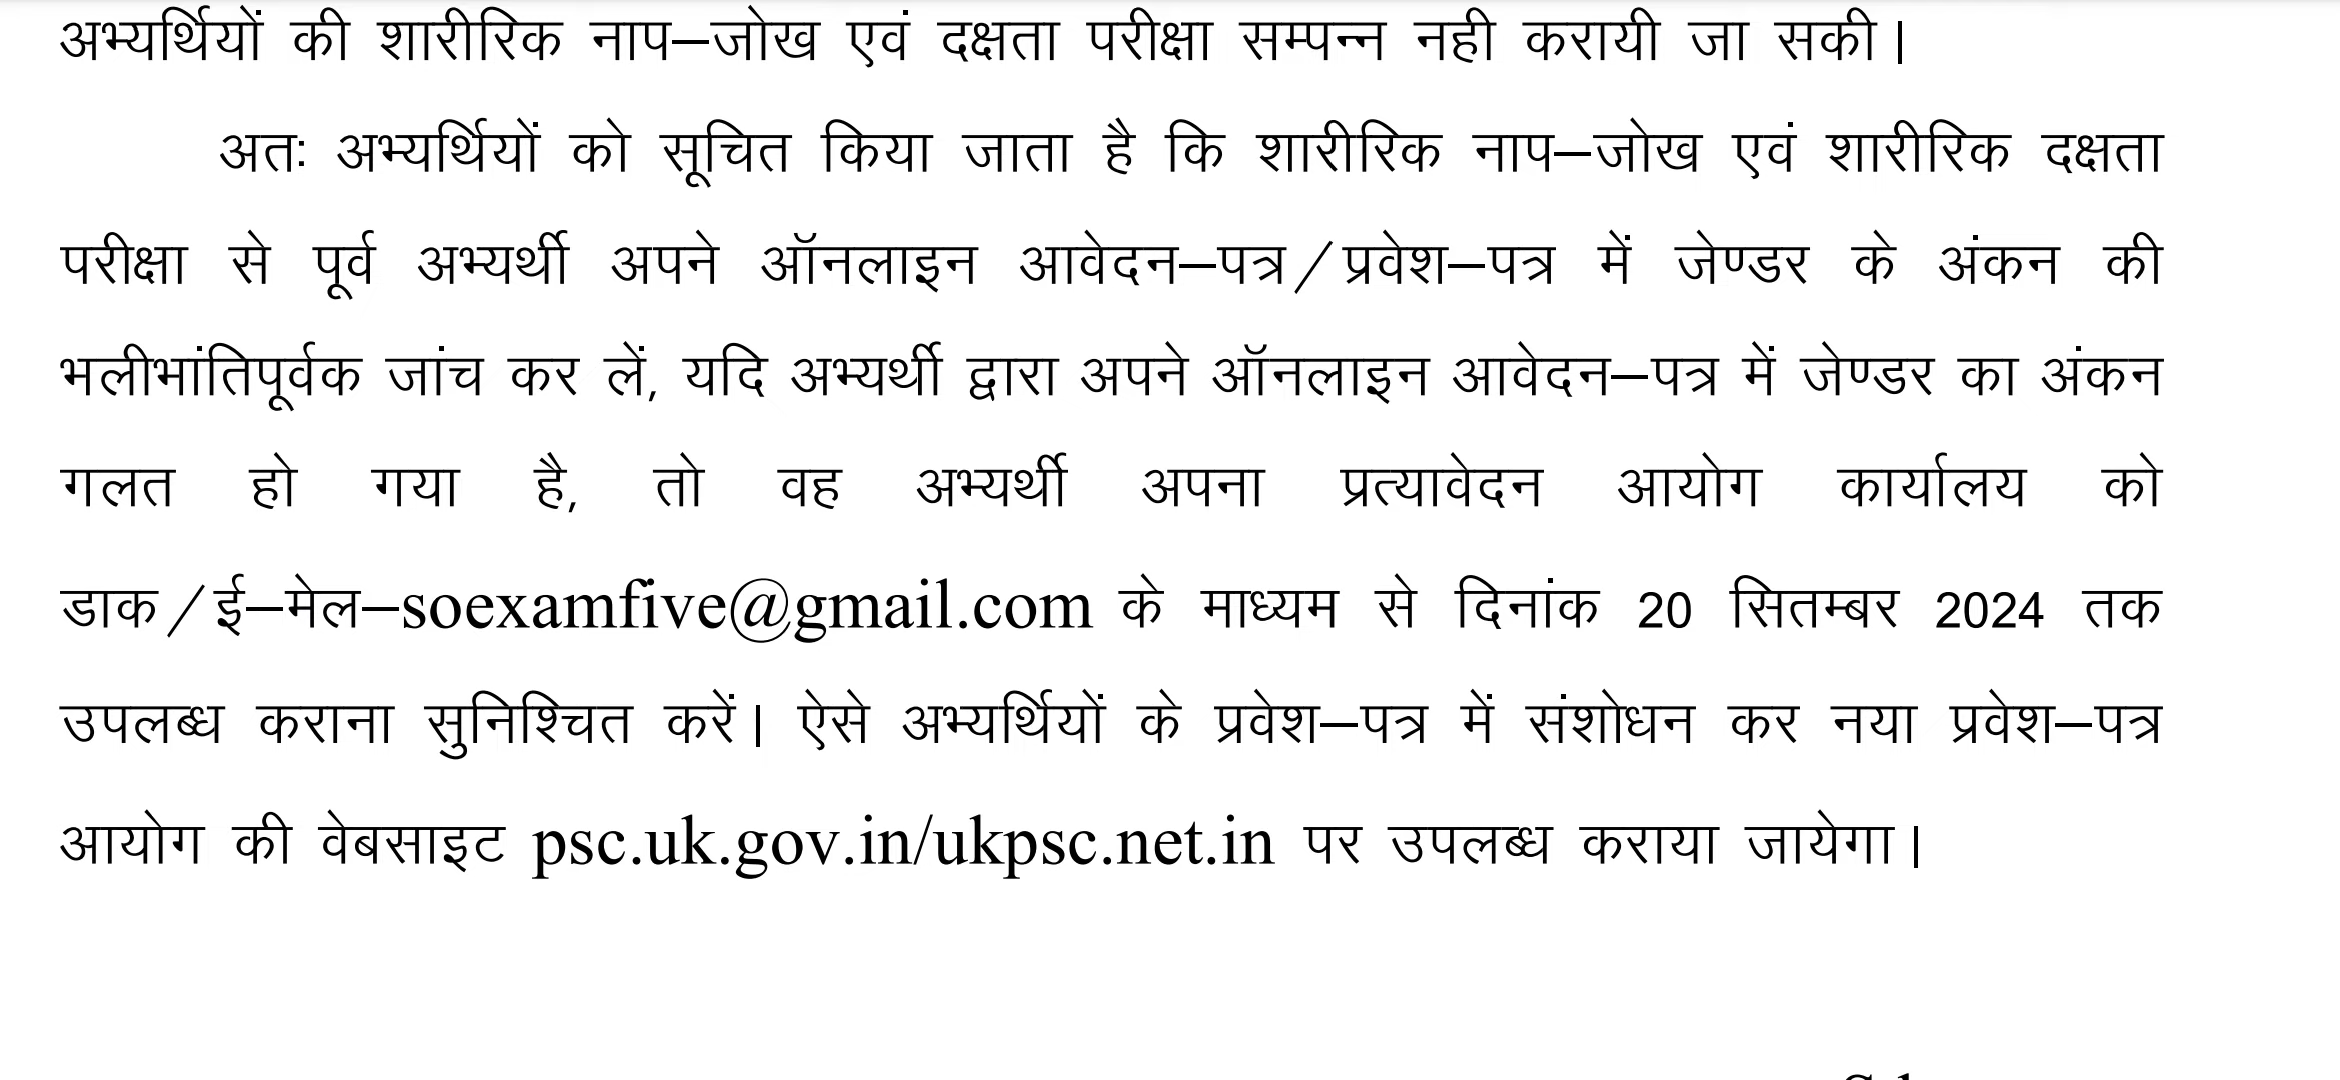 अभ्यर्थियों की शारीरिक नाप–जोख एवं दक्षता परीक्षा सम्पन्न नही करायी जा सकी।
अतः अभ्यर्थियों को सूचित किया जाता है कि शारीरिक नाप–जोख एवं शारीरिक दक्षता
परीक्षा से पूर्व अभ्यर्थी अपने ऑनलाइन आवेदन–पत्र/प्रवेश–पत्र में जेण्डर के अंकन की
भलीभांतिपूर्वक जांच कर लें, यदि अभ्यर्थी द्वारा अपने ऑनलाइन आवेदन–पत्र में जेण्डर का अंकन
गलत हो गया है, तो वह अभ्यर्थी अपना प्रत्यावेदन आयोग कार्यालय को
डाक/ई–मेल–soexamfive@gmail.com के माध्यम से दिनांक 20 सितम्बर 2024 तक
उपलब्ध कराना सुनिश्चित करें। ऐसे अभ्यर्थियों के प्रवेश–पत्र में संशोधन कर नया प्रवेश–पत्र
आयोग की वेबसाइट psc.uk.gov.in/ukpsc.net.in पर उपलब्ध कराया जायेगा।